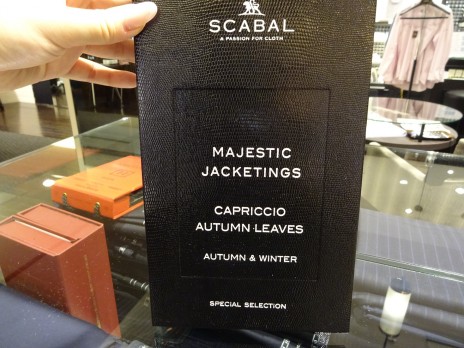 SCABAL
A PASSION FOR CLOTH
MAJESTIC
JACKETINGS
CAPRICCIO
AUTUMN LEAVES
AUTUMN & WINTER
SPECIAL SELECTION